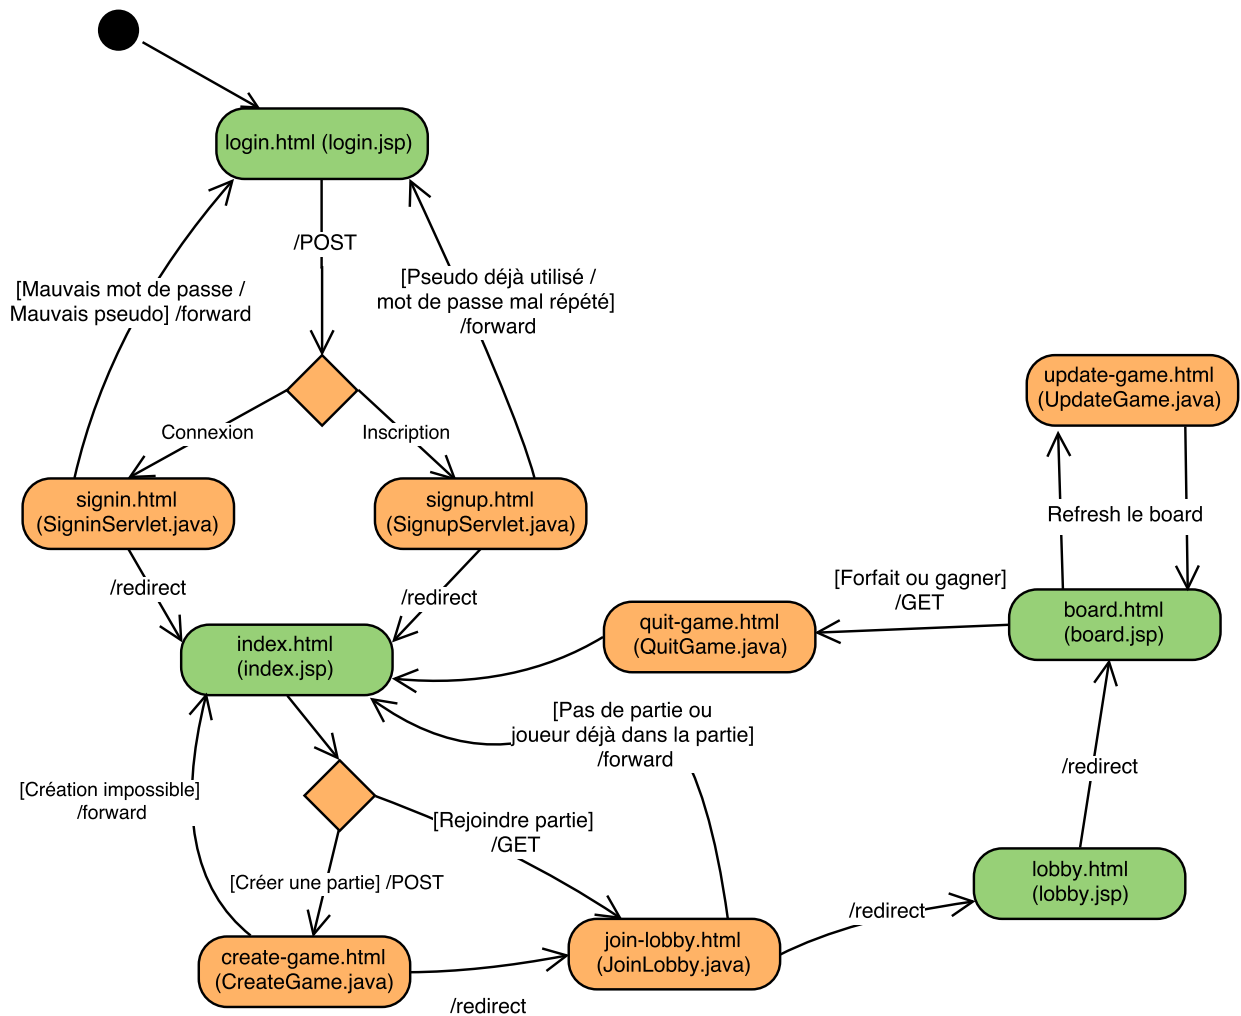 login.html (login.jsp)
/POST
[Mauvais mot de passe /
Mauvais pseudo] /forward
[Pseudo déjà utilisé /
mot de passe mal répété]
/forward
Connexion
Inscription
signin.html
(SigninServlet.java)
signup.html
(SignupServlet.java)
update-game.html
(UpdateGame.java)
Refresh le board
/redirect
/redirect
[Forfait ou gagner]
/GET
index.html
(index.jsp)
quit-game.html
(QuitGame.java)
board.html
(board.jsp)
[Pas de partie ou
joueur déjà dans la partie]
/forward
/redirect
[Création impossible]
/forward
[Rejoindre partie]
/GET
[Créer une partie] /POST
lobby.html
(lobby.jsp)
/redirect
create-game.html
(CreateGame.java)
join-lobby.html
(JoinLobby.java)
/redirect